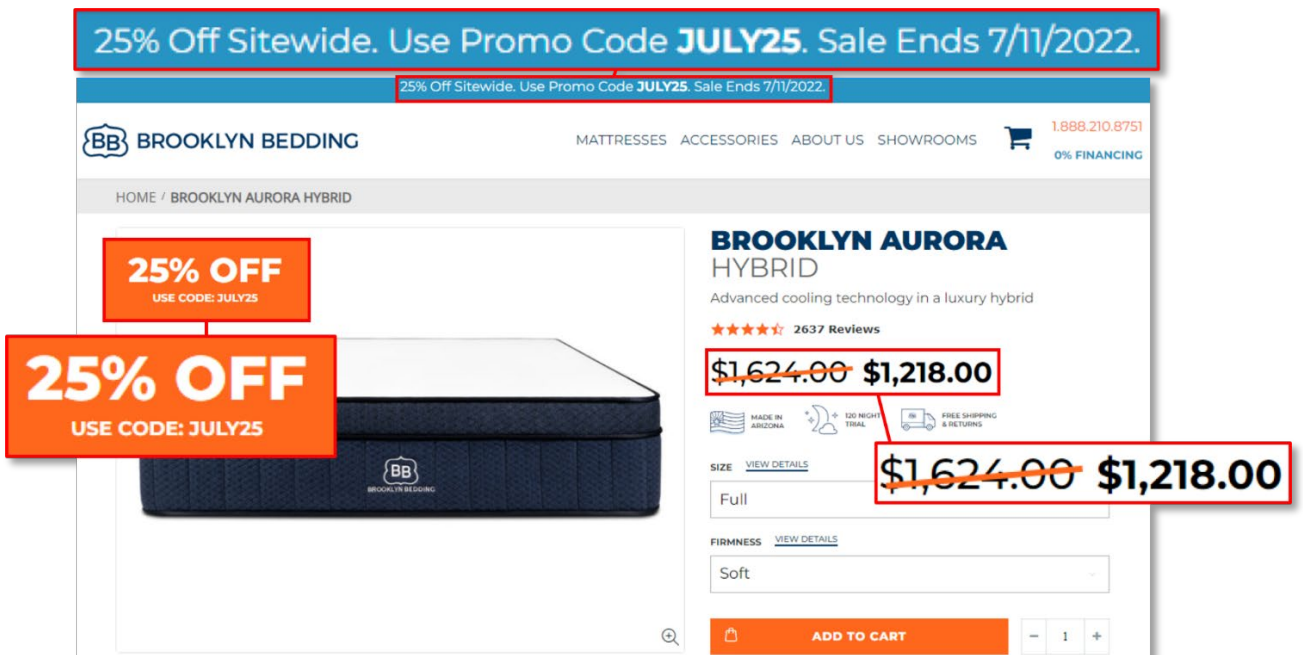 25% Off Sitewide. Use Promo Code JULY25. Sale Ends 7/11/2022.
25% Off Sitewide. Use Promo Code JULY25. Sale Ends 7/11/2022.
BB BROOKLYN BEDDING
MATTRESSES ACCESSORIES ABOUT US SHOWROOMS
1.888.210.8751
0% FINANCING
HOME / BROOKLYN AURORA HYBRID
25% OFF
USE CODE: JULY25
25% OFF
USE CODE: JULY25
BB
BROOKLYN BEDDING
BROOKLYN AURORA
HYBRID
Advanced cooling technology in a luxury hybrid
2637 Reviews
$1,624.00 $1,218.00
MADE IN
ARIZONA
120 NIGHT
TRIAL
FREE SHIPPING
& RETURNS
$1,624.00 $1,218.00
SIZE VIEW DETAILS
Full
FIRMNESS VIEW DETAILS
Soft
ADD TO CART
- 1 +